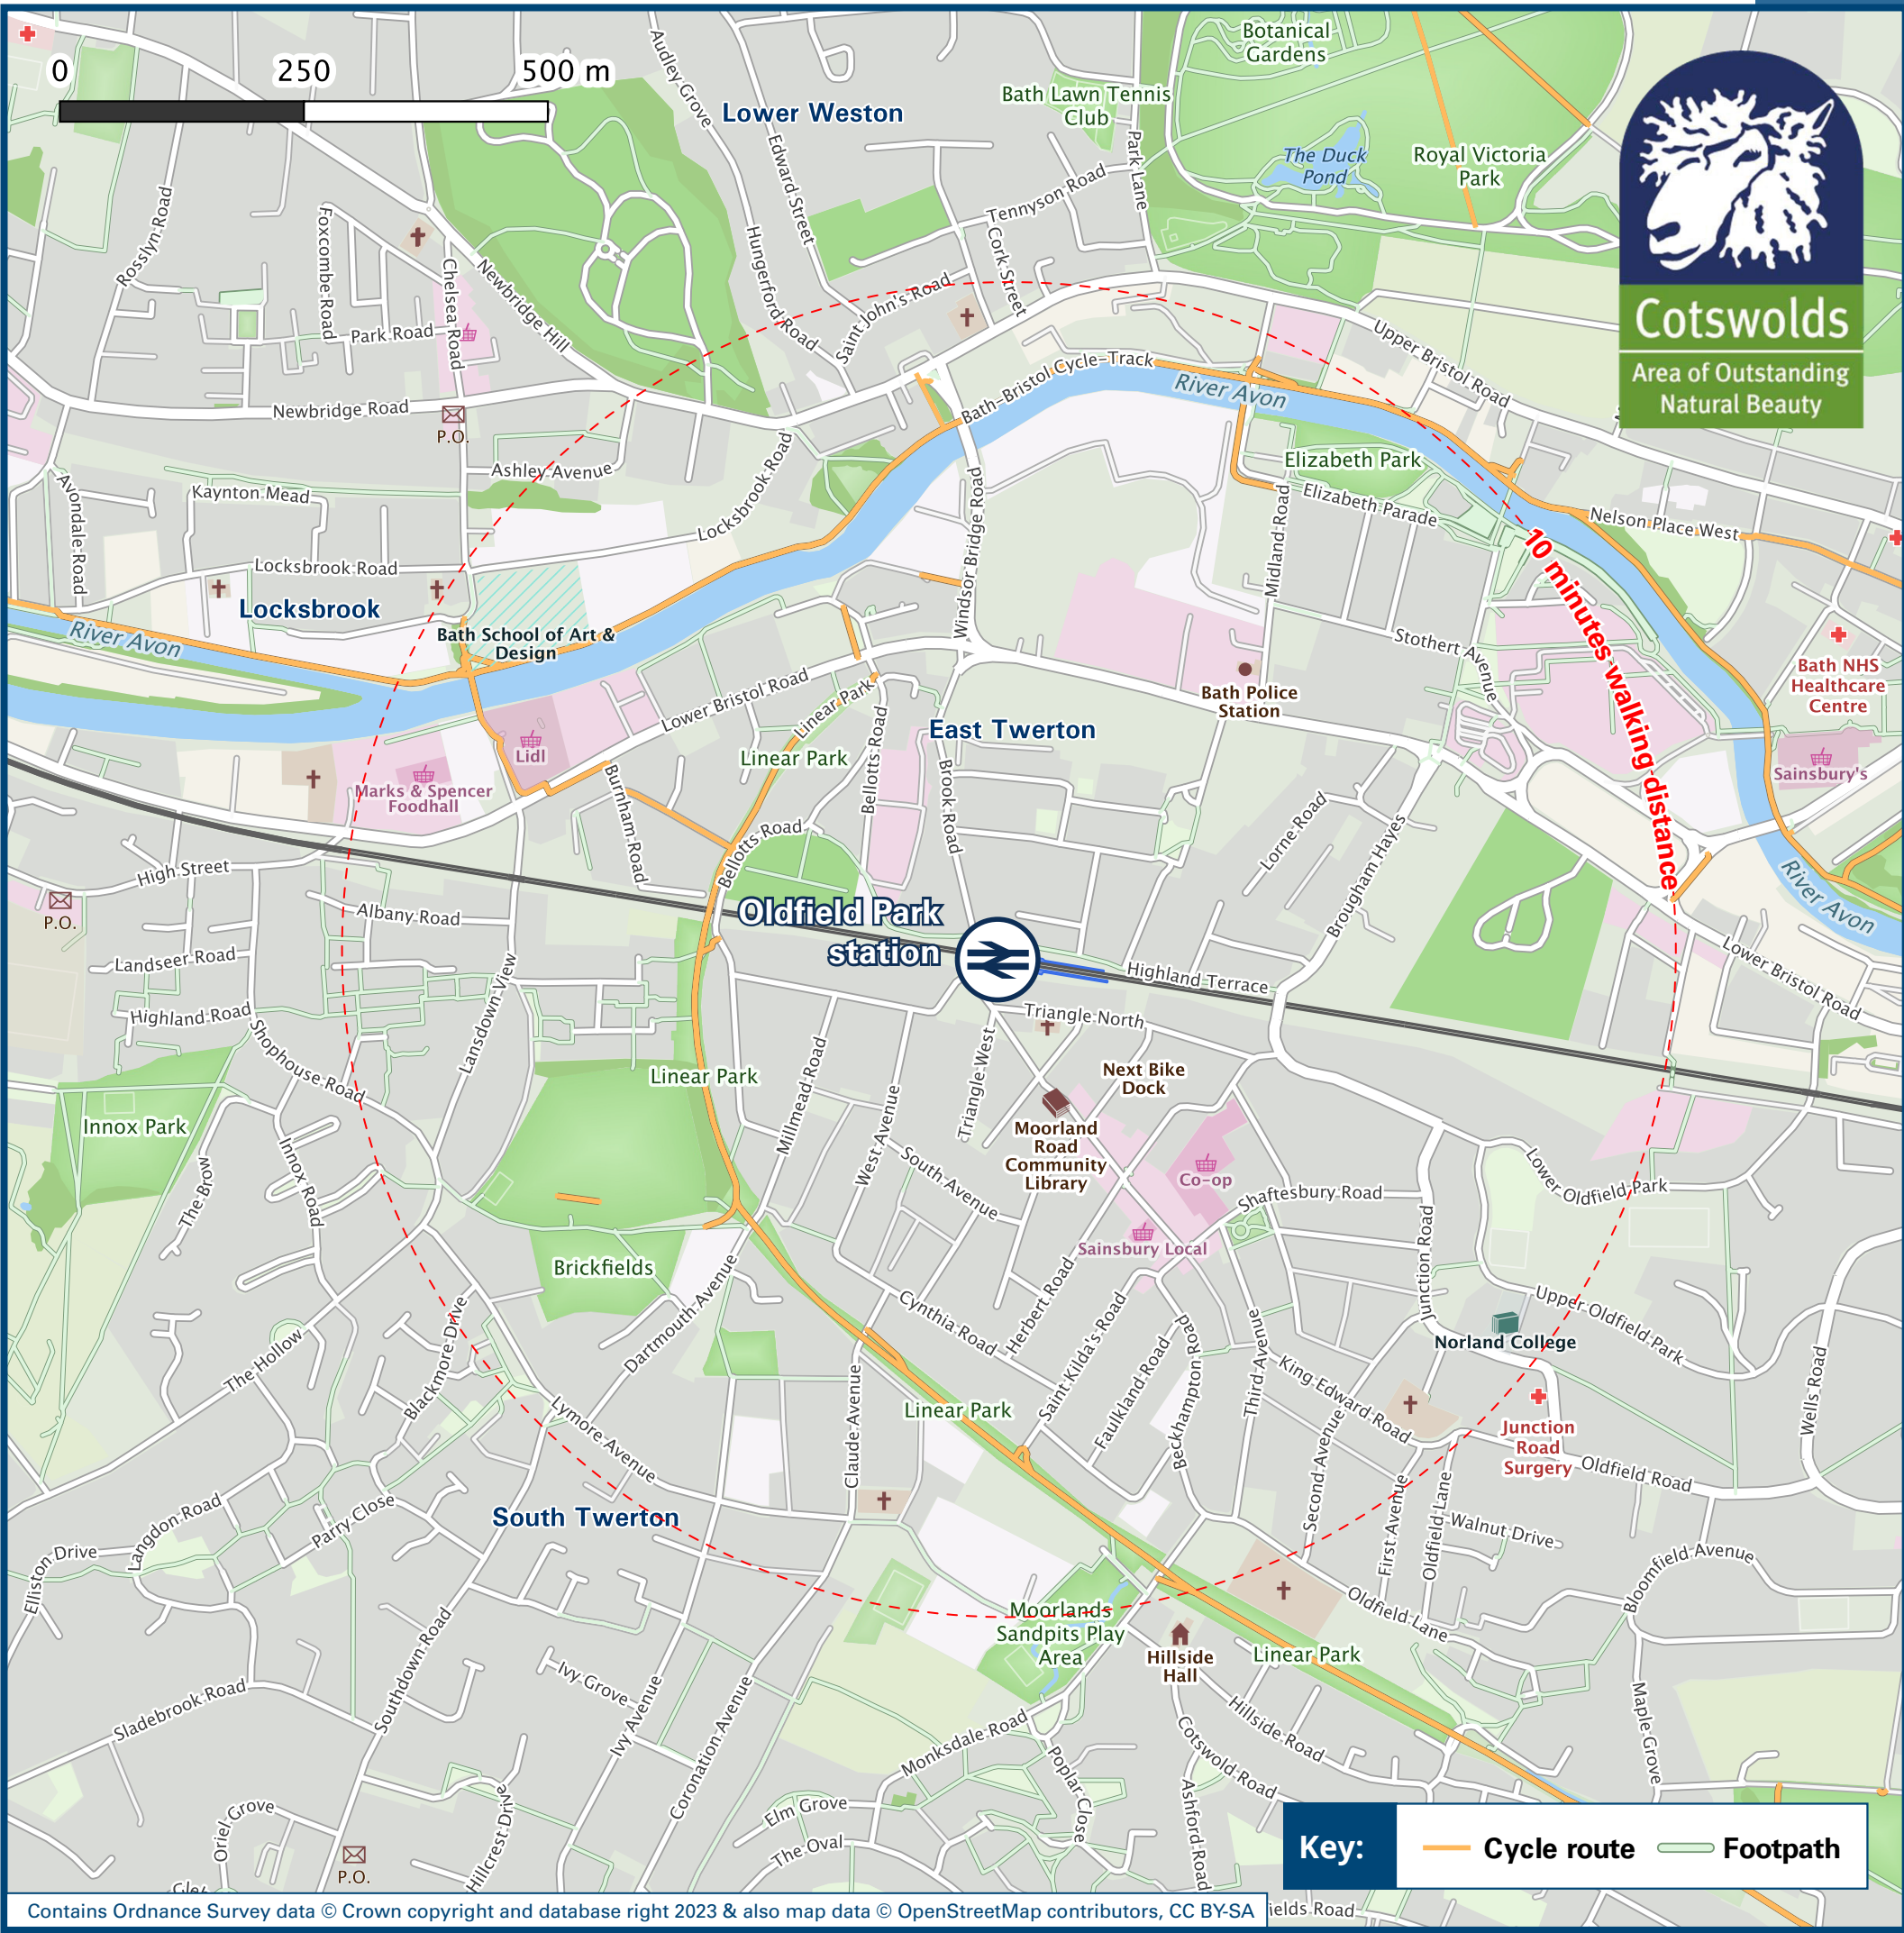 0 250 500 m
Lower Weston
Audley Grove
Edward Street
Hungerford Road
Bath Lawn Tennis
Club
Botanical
Gardens
Park Lane
The Duck
Pond
Royal Victoria
Park
Cotswolds
Area of Outstanding
Natural Beauty
Tennyson Road
Cork Street
Saint John's Road
Rosslyn Road
Foxcombe Road
Chelsea Road
Newbridge Hill
Park Road
Newbridge Road
P.O.
Bath-Bristol Cycle-Track
River Avon
Upper Bristol Road
Ashley Avenue
Kaynton Mead
Avondale Road
Locksbrook Road
Locksbrook Road
Windsor Bridge Road
Midland Road
Elizabeth Park
Elizabeth Parade
Nelson Place West
10 minutes walking distance
Locksbrook
River Avon
Bath School of Art &
Design
Stothert Avenue
Bath NHS
Healthcare
Centre
Bath Police
Station
Lower Bristol Road
Linear Park
Linear Park
East Twerton
Lidl
Marks & Spencer
Foodhall
Sainsbury's
Burnham Road
Bellotts Road
Bellotts Road
Brook Road
Lorne Road
Brougham Hayes
High Street
P.O.
Albany Road
Oldfield Park
station
River Avon
Lower Bristol Road
Landseer Road
Highland Road
Lansdown View
Highland Terrace
Triangle North
Triangle West
Shophouse Road
Linear Park
Millmead Road
West Avenue
South Avenue
Next Bike
Dock
Moorland
Road
Community
Library
Co-op
Innox Park
The Brow
Innox Road
Shaftesbury Road
Lower Oldfield Park
Sainsbury Local
Brickfields
Dartmouth Avenue
Cynthia Road
Herbert Road
Saint Kilda's Road
Faulkland Road
Beckhampton Road
Third Avenue
Junction Road
Norland College
Upper Oldfield Park
The Hollow
Blackmore Drive
Lymore Avenue
Claude Avenue
Linear Park
King Edward Road
Second Avenue
First Avenue
Oldfield Lane
Junction
Road
Surgery
Oldfield Road
Wells Road
Langdon Road
Parry Close
South Twerton
Walnut Drive
Elliston Drive
Bloomfield Avenue
Moorlands
Sandpits Play
Area
Hillside
Hall
Linear Park
Oldfield Lane
Southdown Road
Sladebrook Road
Ivy Grove
Ivy Avenue
Coronation Avenue
Monksdale Road
Poplar Close
Hillside Road
Cotswold Road
Ashford Road
Maple Grove
Oriel Grove
P.O.
Hillcrest Drive
Elm Grove
The Oval
Key: Cycle route Footpath
Contains Ordnance Survey data © Crown copyright and database right 2023 & also map data © OpenStreetMap contributors, CC BY-SA
ields Road